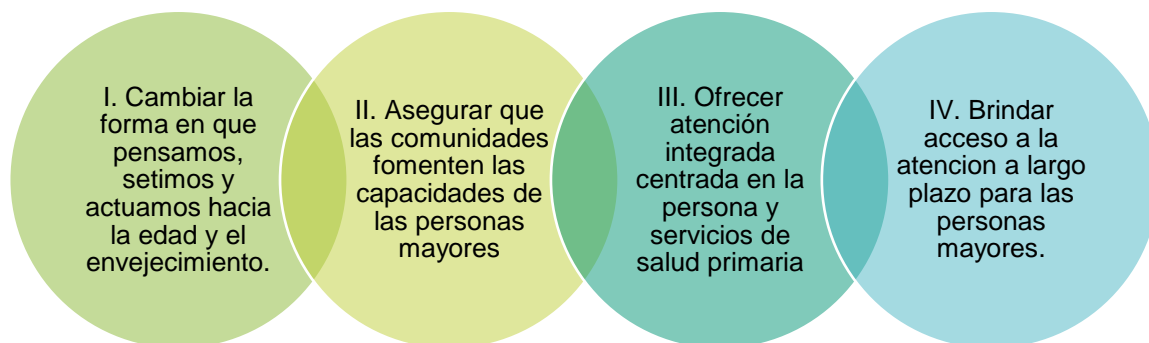 I. Cambiar la
forma en que
pensamos,
setimos y
actuamos hacia
la edad y el
envejecimiento.
II. Asegurar que
las comunidades
fomenten las
capacidades de
las personas
mayores
III. Ofrecer
atención
integrada
centrada en la
persona y
servicios de
salud primaria
IV. Brindar
acceso a la
atencion a largo
plazo para las
personas
mayores.